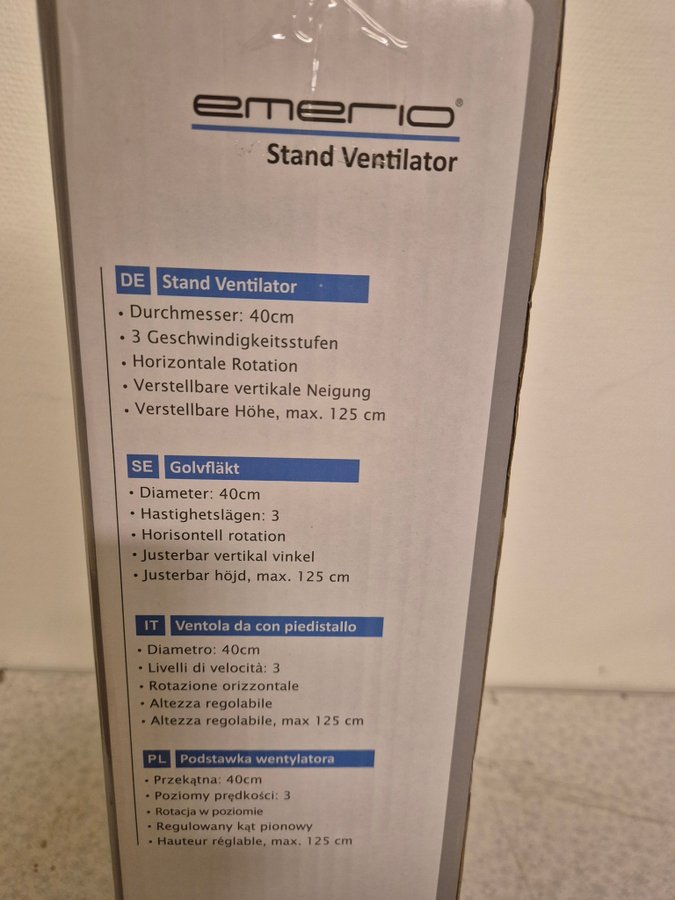 emerio®
Stand Ventilator
DE Stand Ventilator
• Durchmesser: 40cm
• 3 Geschwindigkeitsstufen
• Horizontale Rotation
• Verstellbare vertikale Neigung
• Verstellbare Höhe, max. 125 cm
SE Golvfläkt
• Diameter: 40cm
• Hastighetslägen: 3
• Horisontell rotation
• Justerbar vertikal vinkel
• Justerbar höjd, max. 125 cm
IT Ventola da con piedistallo
• Diametro: 40cm
• Livelli di velocità: 3
• Rotazione orizzontale
• Altezza regolabile
• Altezza regolabile, max 125 cm
PL Podstawka wentylatora
• Przekątna: 40cm
• Poziomy prędkości: 3
• Rotacja w poziomie
• Regulowany kąt pionowy
• Hauteur réglable, max. 125 cm